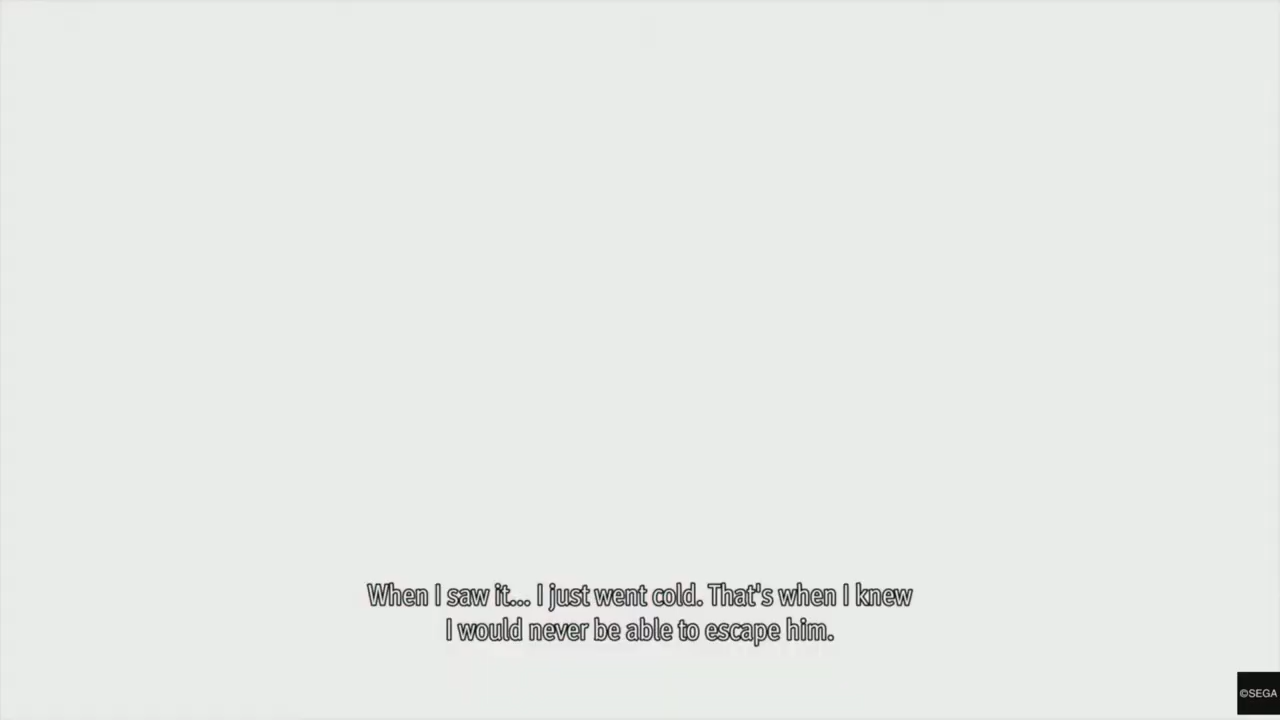 When I saw it... I just went cold. That's when I knew
I would never be able to escape him.
©SEGA